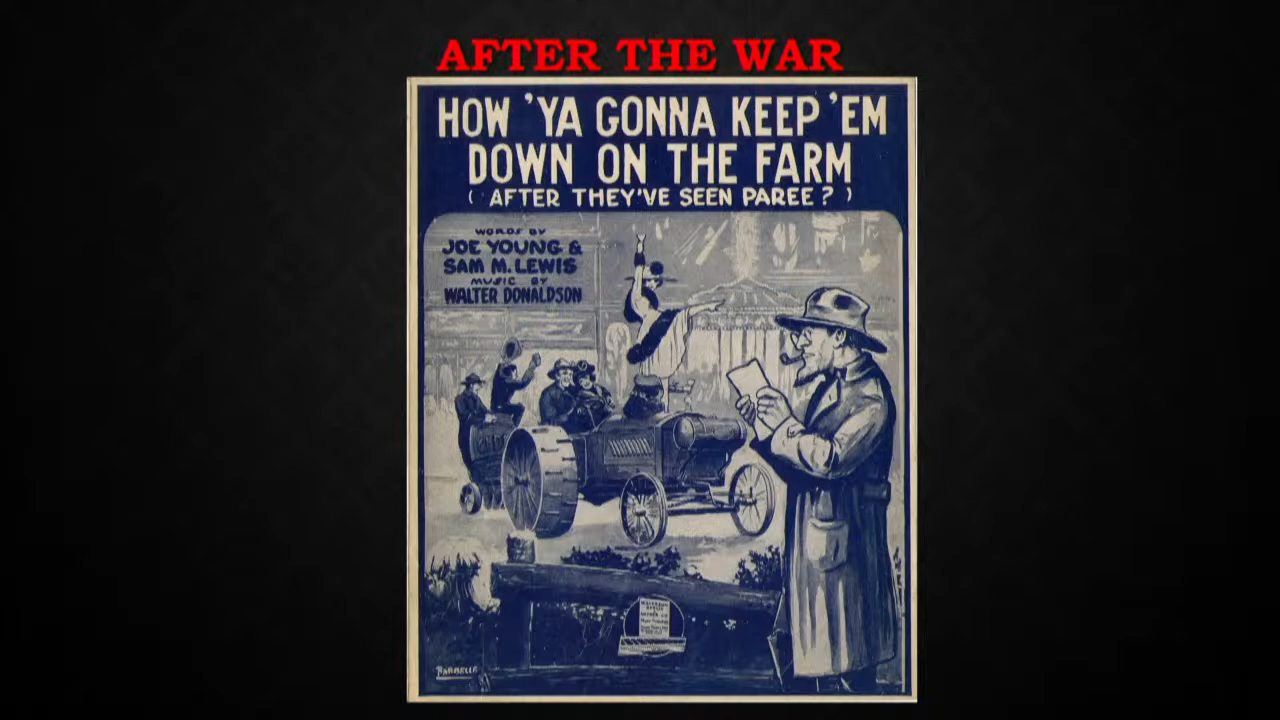 AFTER THE WAR
HOW 'YA GONNA KEEP 'EM
DOWN ON THE FARM
( AFTER THEY'VE SEEN PAREE ? )
WORDS BY
JOE YOUNG &
SAM M. LEWIS
MUSIC BY
WALTER DONALDSON
BARBELLE